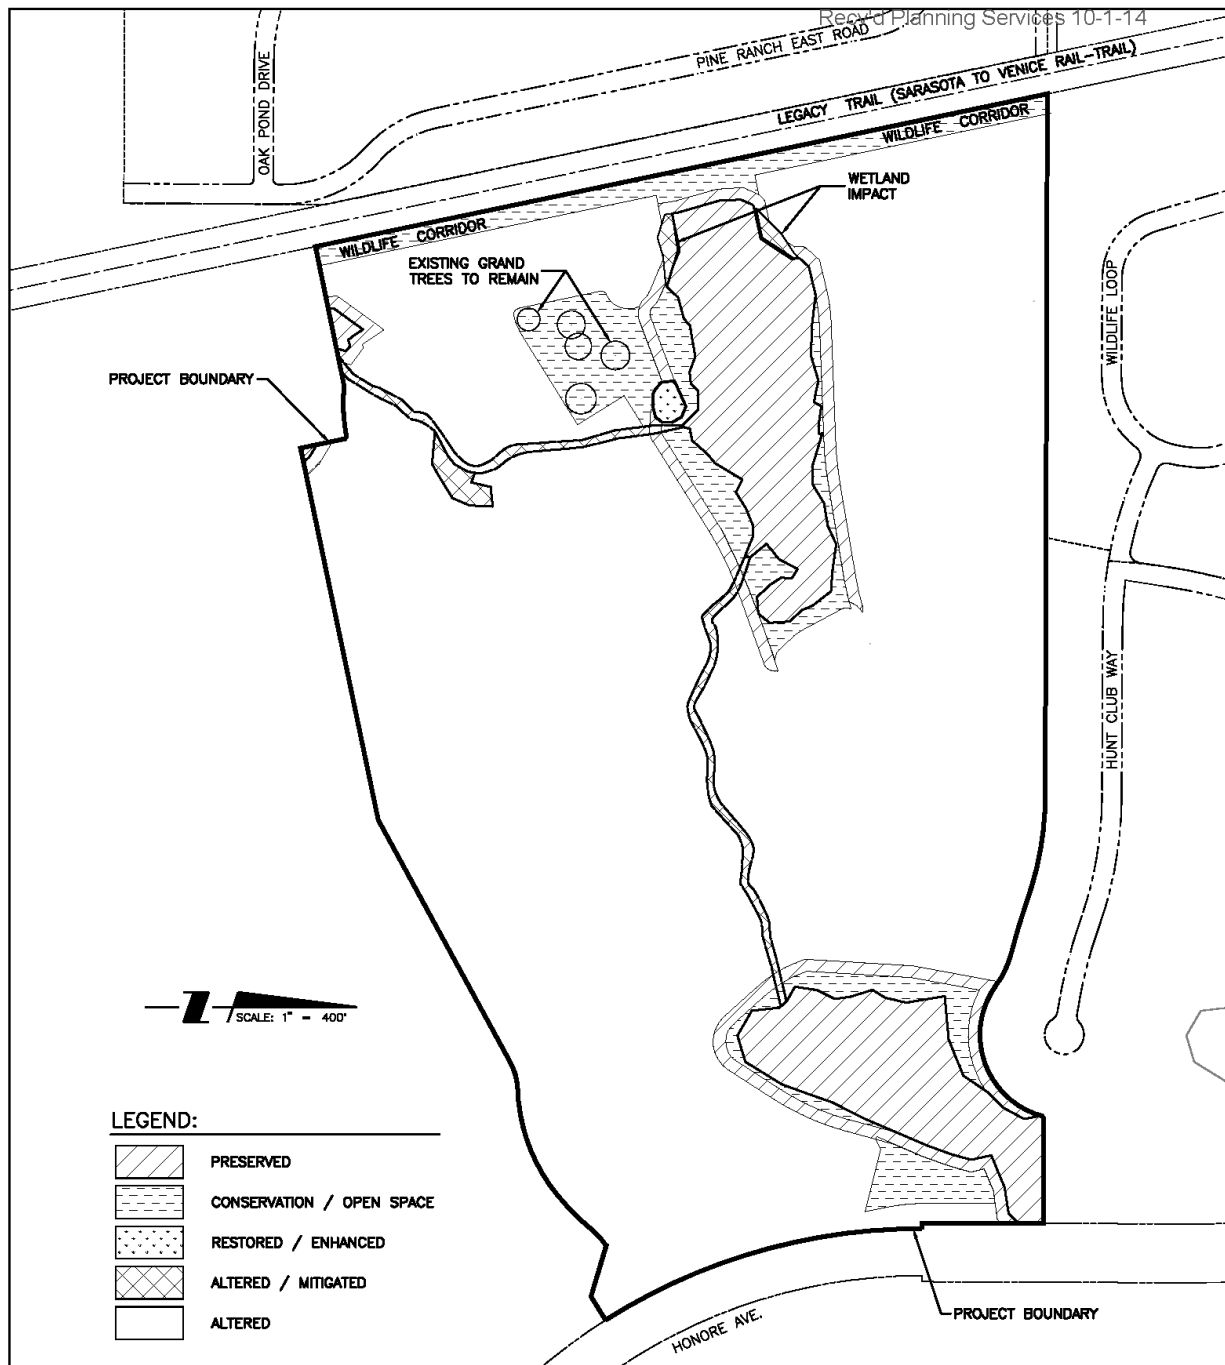 Recv'd Planning Services 10-1-14
PINE RANCH EAST ROAD
OAK POND DRIVE
LEGACY TRAIL (SARASOTA TO VENICE RAIL-TRAIL)
WILDLIFE CORRIDOR
WETLAND
IMPACT
WILDLIFE CORRIDOR
EXISTING GRAND
TREES TO REMAIN
WILDLIFE LOOP
PROJECT BOUNDARY
HUNT CLUB WAY
Z
SCALE: 1" = 400'
LEGEND:
PRESERVED
CONSERVATION / OPEN SPACE
RESTORED / ENHANCED
ALTERED / MITIGATED
ALTERED
PROJECT BOUNDARY
HONORE AVE.